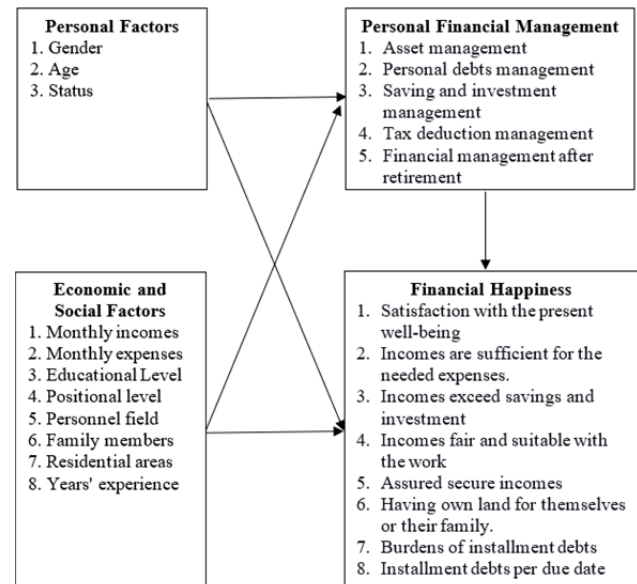 Personal Factors
1. Gender
2. Age
3. Status
Personal Financial Management
1. Asset management
2. Personal debts management
3. Saving and investment
management
4. Tax deduction management
5. Financial management after
retirement
Economic and
Social Factors
1. Monthly incomes
2. Monthly expenses
3. Educational Level
4. Positional level
5. Personnel field
6. Family members
7. Residential areas
8. Years' experience
Financial Happiness
1. Satisfaction with the present
well-being
2. Incomes are sufficient for the
needed expenses.
3. Incomes exceed savings and
investment
4. Incomes fair and suitable with
the work
5. Assured secure incomes
6. Having own land for themselves
or their family.
7. Burdens of installment debts
8. Installment debts per due date